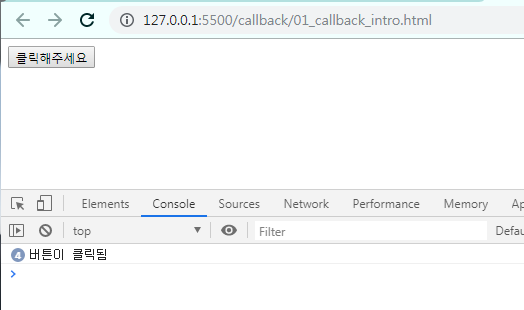 127.0.0.1:5500/callback/01_callback_intro.html
클릭해주세요
Elements Console Sources Network Performance Memory Ap
top Filter Defau
4 버튼이 클릭됨